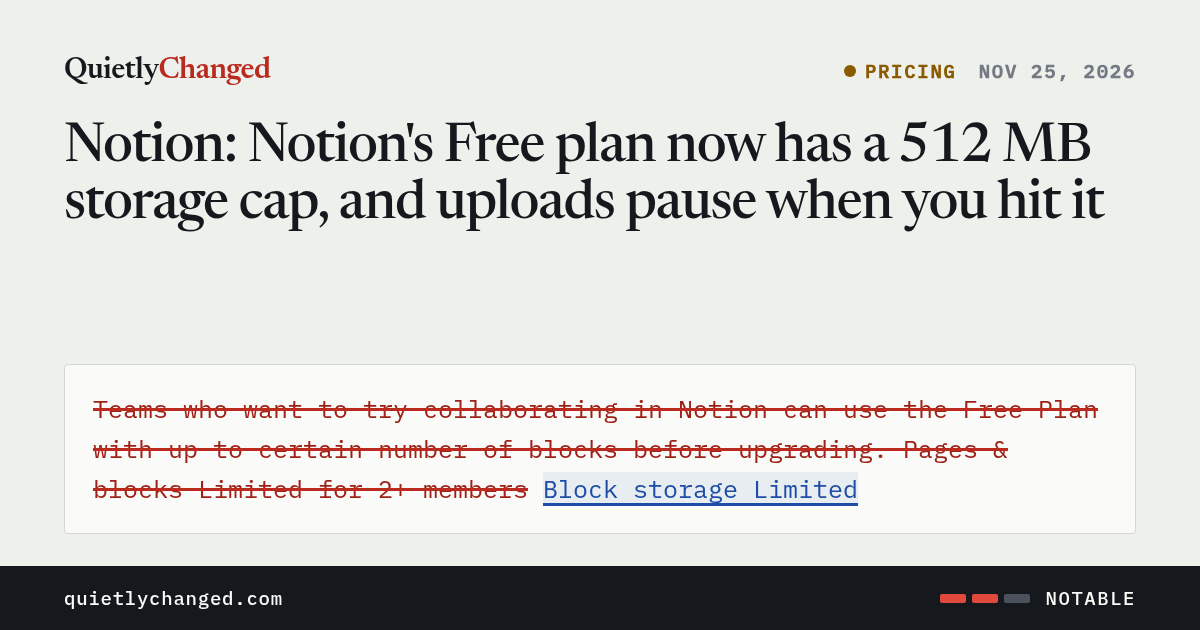 QuietlyChanged
PRICING NOV 25, 2026
Notion: Notion's Free plan now has a 512 MB
storage cap, and uploads pause when you hit it
Teams who want to try collaborating in Notion can use the Free Plan
with up to certain number of blocks before upgrading. Pages &
blocks Limited for 2+ members Block storage Limited
quietlychanged.com
NOTABLE